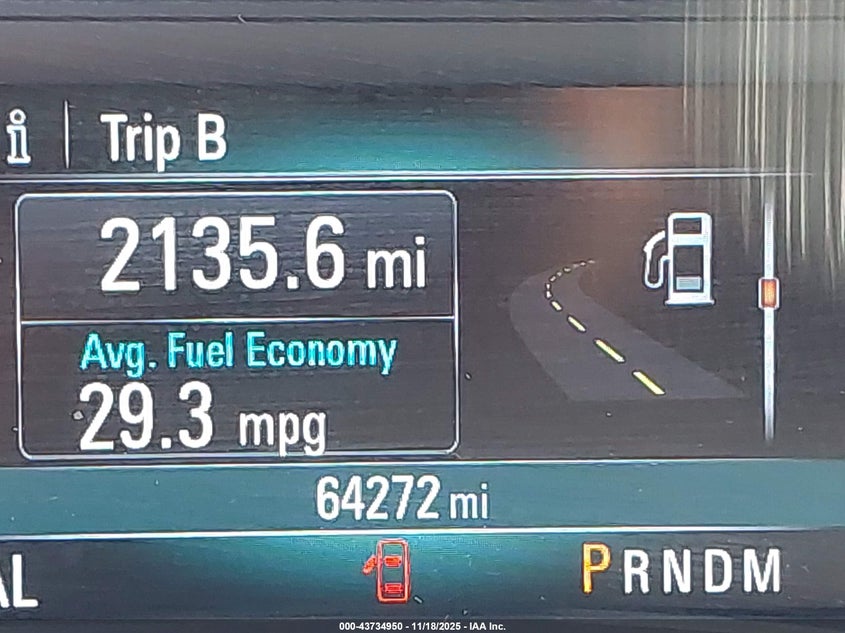 i Trip B
2135.6 mi
Avg. Fuel Economy
29.3 mpg
64272 mi
AL
PRNDM
000-43734950 - 11/18/2025 - IAA Inc.